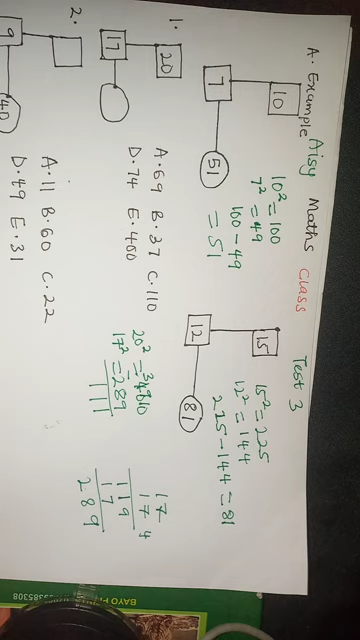 Aisy Maths Class Test 3
A. Example
10
10² = 100
7² = 49
7
100 - 49
= 51
51
15
15² = 225
12² = 144
12
225 - 144 = 81
81
1.
20
17
A. 69 B. 37 C. 110
D. 74 E. 400
20² =
17² = 289
111
17
17 4
119
17
289
2.
9
40
A. 11 B. 60 C. 22
D. 49 E. 31
BAYO